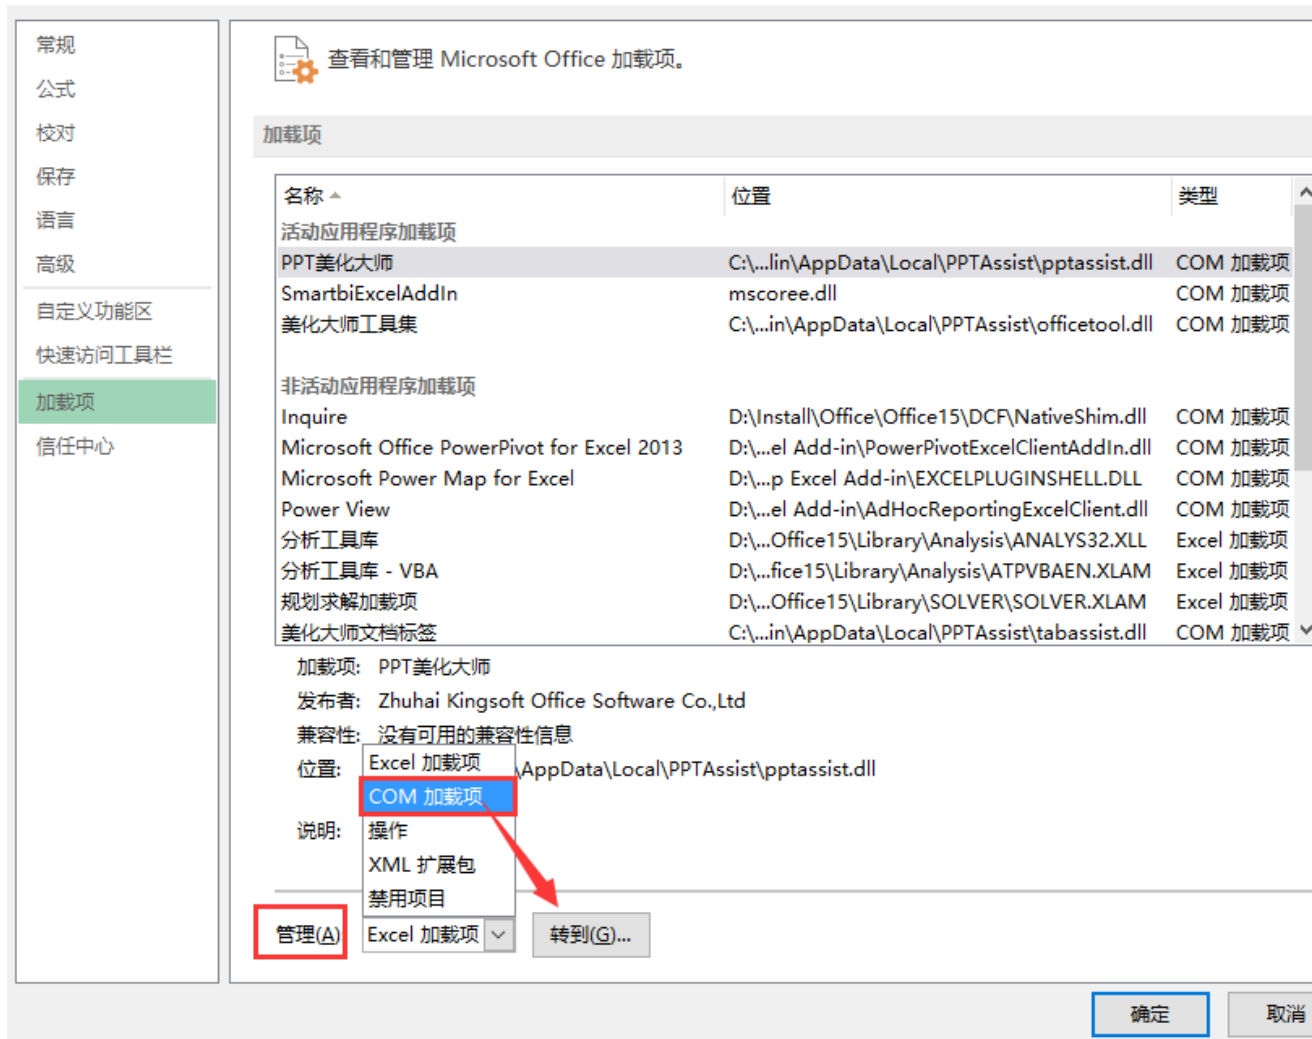 常规
公式
校对
保存
语言
高级
自定义功能区
快速访问工具栏
加载项
信任中心
查看和管理 Microsoft Office 加载项。
加载项
名称 位置 类型
活动应用程序加载项
PPT美化大师 C:\...lin\AppData\Local\PPTAssist\pptassist.dll COM 加载项
SmartbiExcelAddIn mscoree.dll COM 加载项
美化大师工具集 C:\...in\AppData\Local\PPTAssist\officetool.dll COM 加载项
非活动应用程序加载项
Inquire D:\Install\Office\Office15\DCF\NativeShim.dll COM 加载项
Microsoft Office PowerPivot for Excel 2013 D:\...el Add-in\PowerPivotExcelClientAddIn.dll COM 加载项
Microsoft Power Map for Excel D:\...p Excel Add-in\EXCELPLUGINSHELL.DLL COM 加载项
Power View D:\...el Add-in\AdHocReportingExcelClient.dll COM 加载项
分析工具库 D:\...Office15\Library\Analysis\ANALYS32.XLL Excel 加载项
分析工具库 - VBA D:\...fice15\Library\Analysis\ATPVBAEN.XLAM Excel 加载项
规划求解加载项 D:\...Office15\Library\SOLVER\SOLVER.XLAM Excel 加载项
美化大师文档标签 C:\...in\AppData\Local\PPTAssist\tabassist.dll COM 加载项
加载项: PPT美化大师
发布者: Zhuhai Kingsoft Office Software Co.,Ltd
兼容性: 没有可用的兼容性信息
位置: \AppData\Local\PPTAssist\pptassist.dll
说明:
Excel 加载项
COM 加载项
操作
XML 扩展包
禁用项目
管理(A) Excel 加载项 转到(G)...
确定 取消